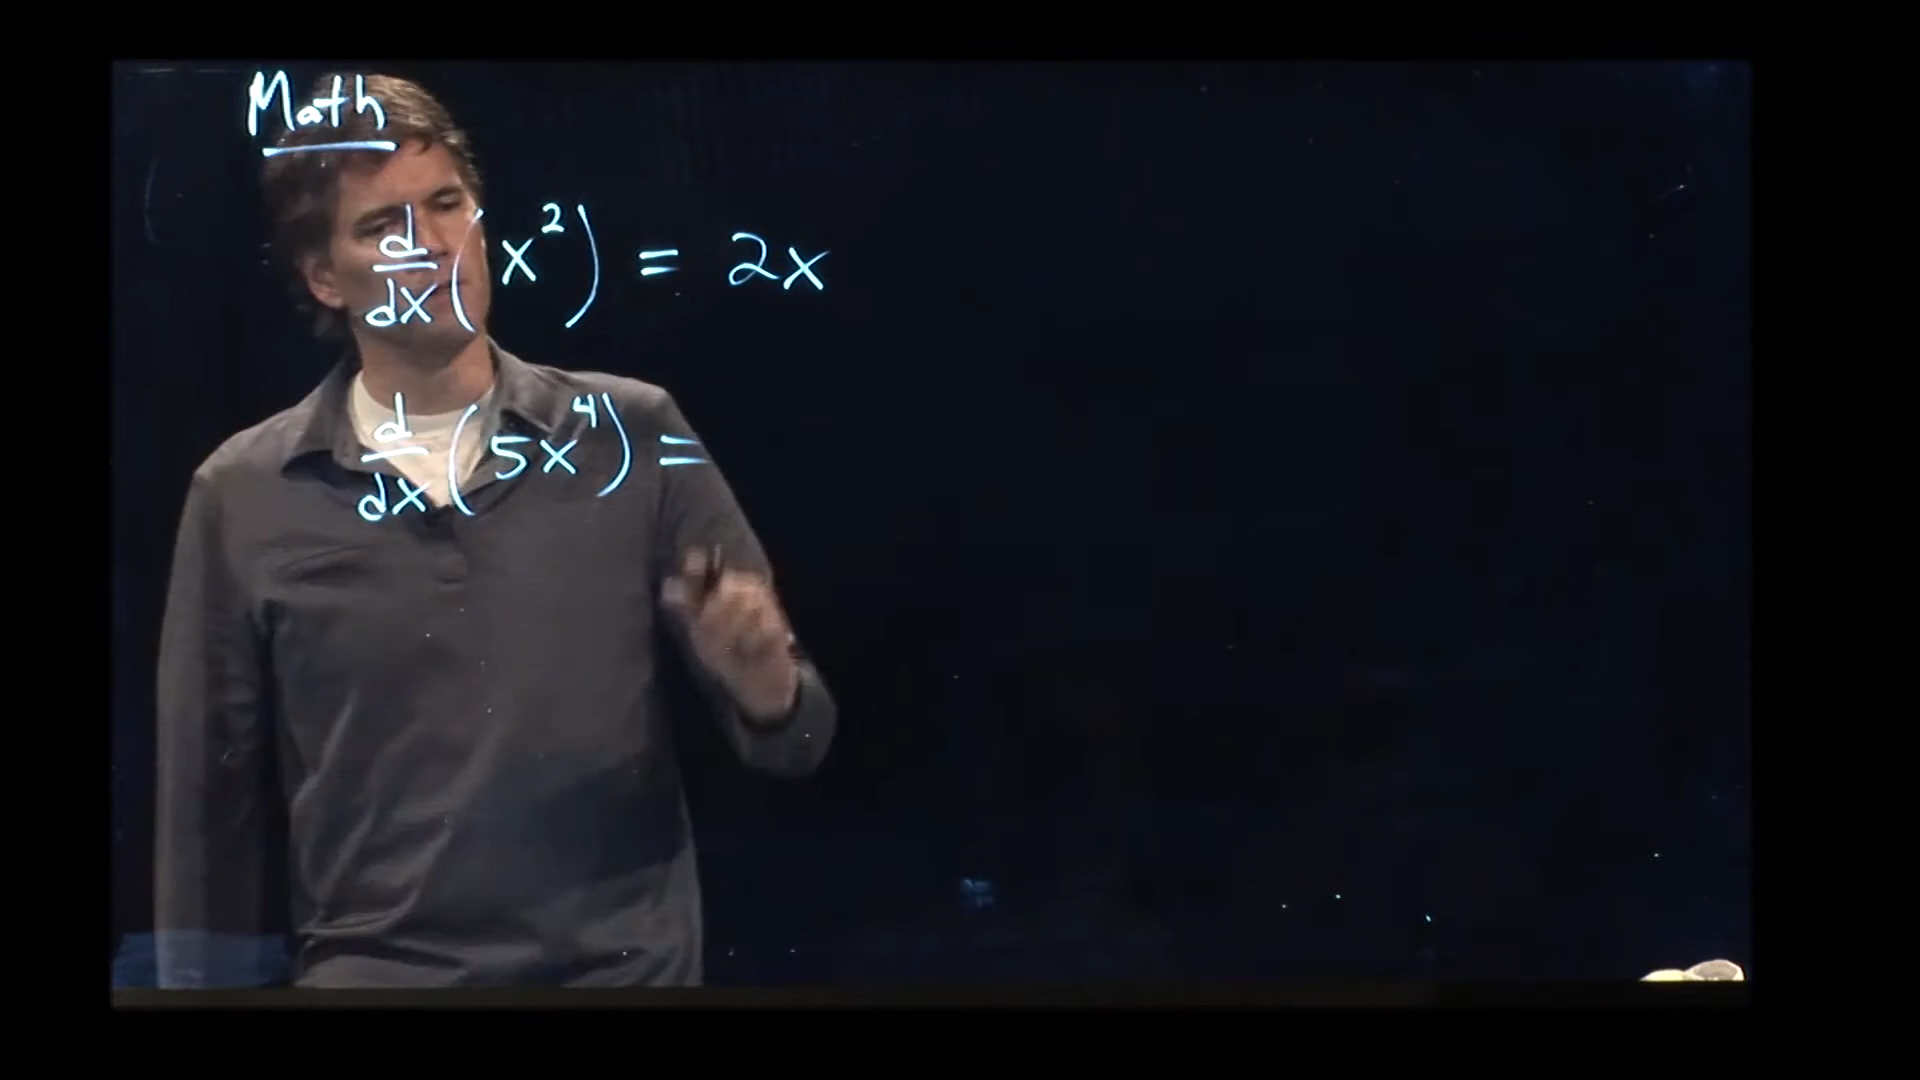 Math
d/dx (x²) = 2x
d/dx (5x⁴) =